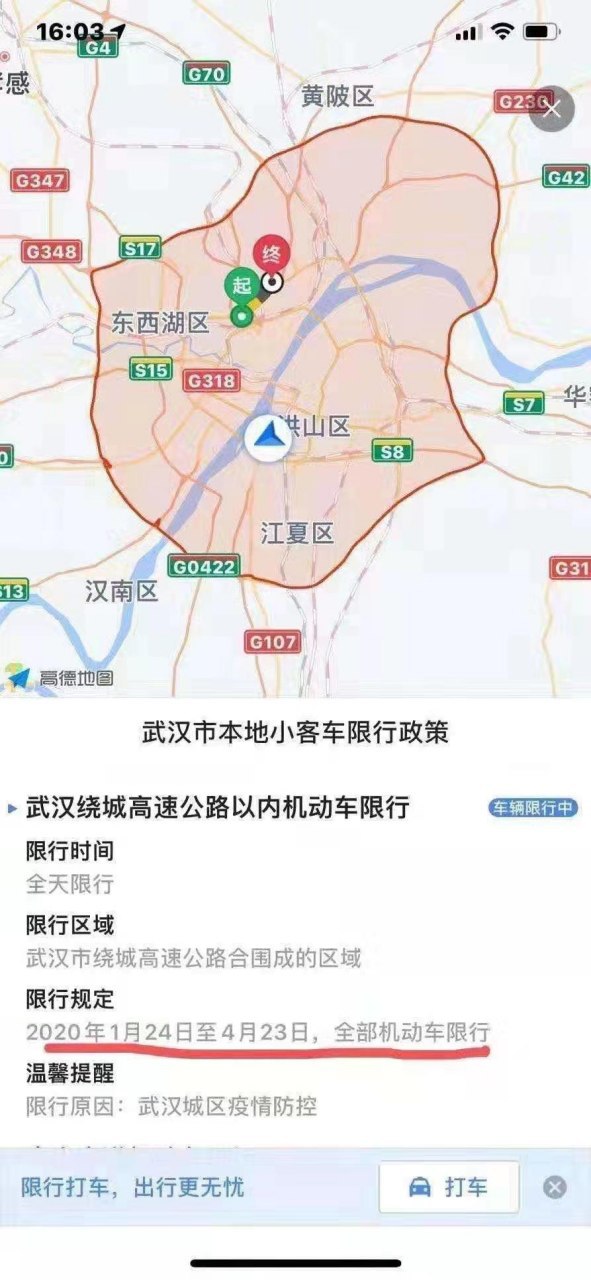 16:03
G4
孝感
G70
黄陂区
G230
G347
G42
G348
S17
终
起
东西湖区
S15
G318
S7
洪山区
S8
江夏区
G0422
汉南区
S13
G31
G107
高德地图
武汉市本地小客车限行政策
武汉绕城高速公路以内机动车限行
车辆限行中
限行时间
全天限行
限行区域
武汉市绕城高速公路合围成的区域
限行规定
2020年1月24日至4月23日，全部机动车限行
温馨提醒
限行原因：武汉城区疫情防控
限行打车，出行更无忧
打车